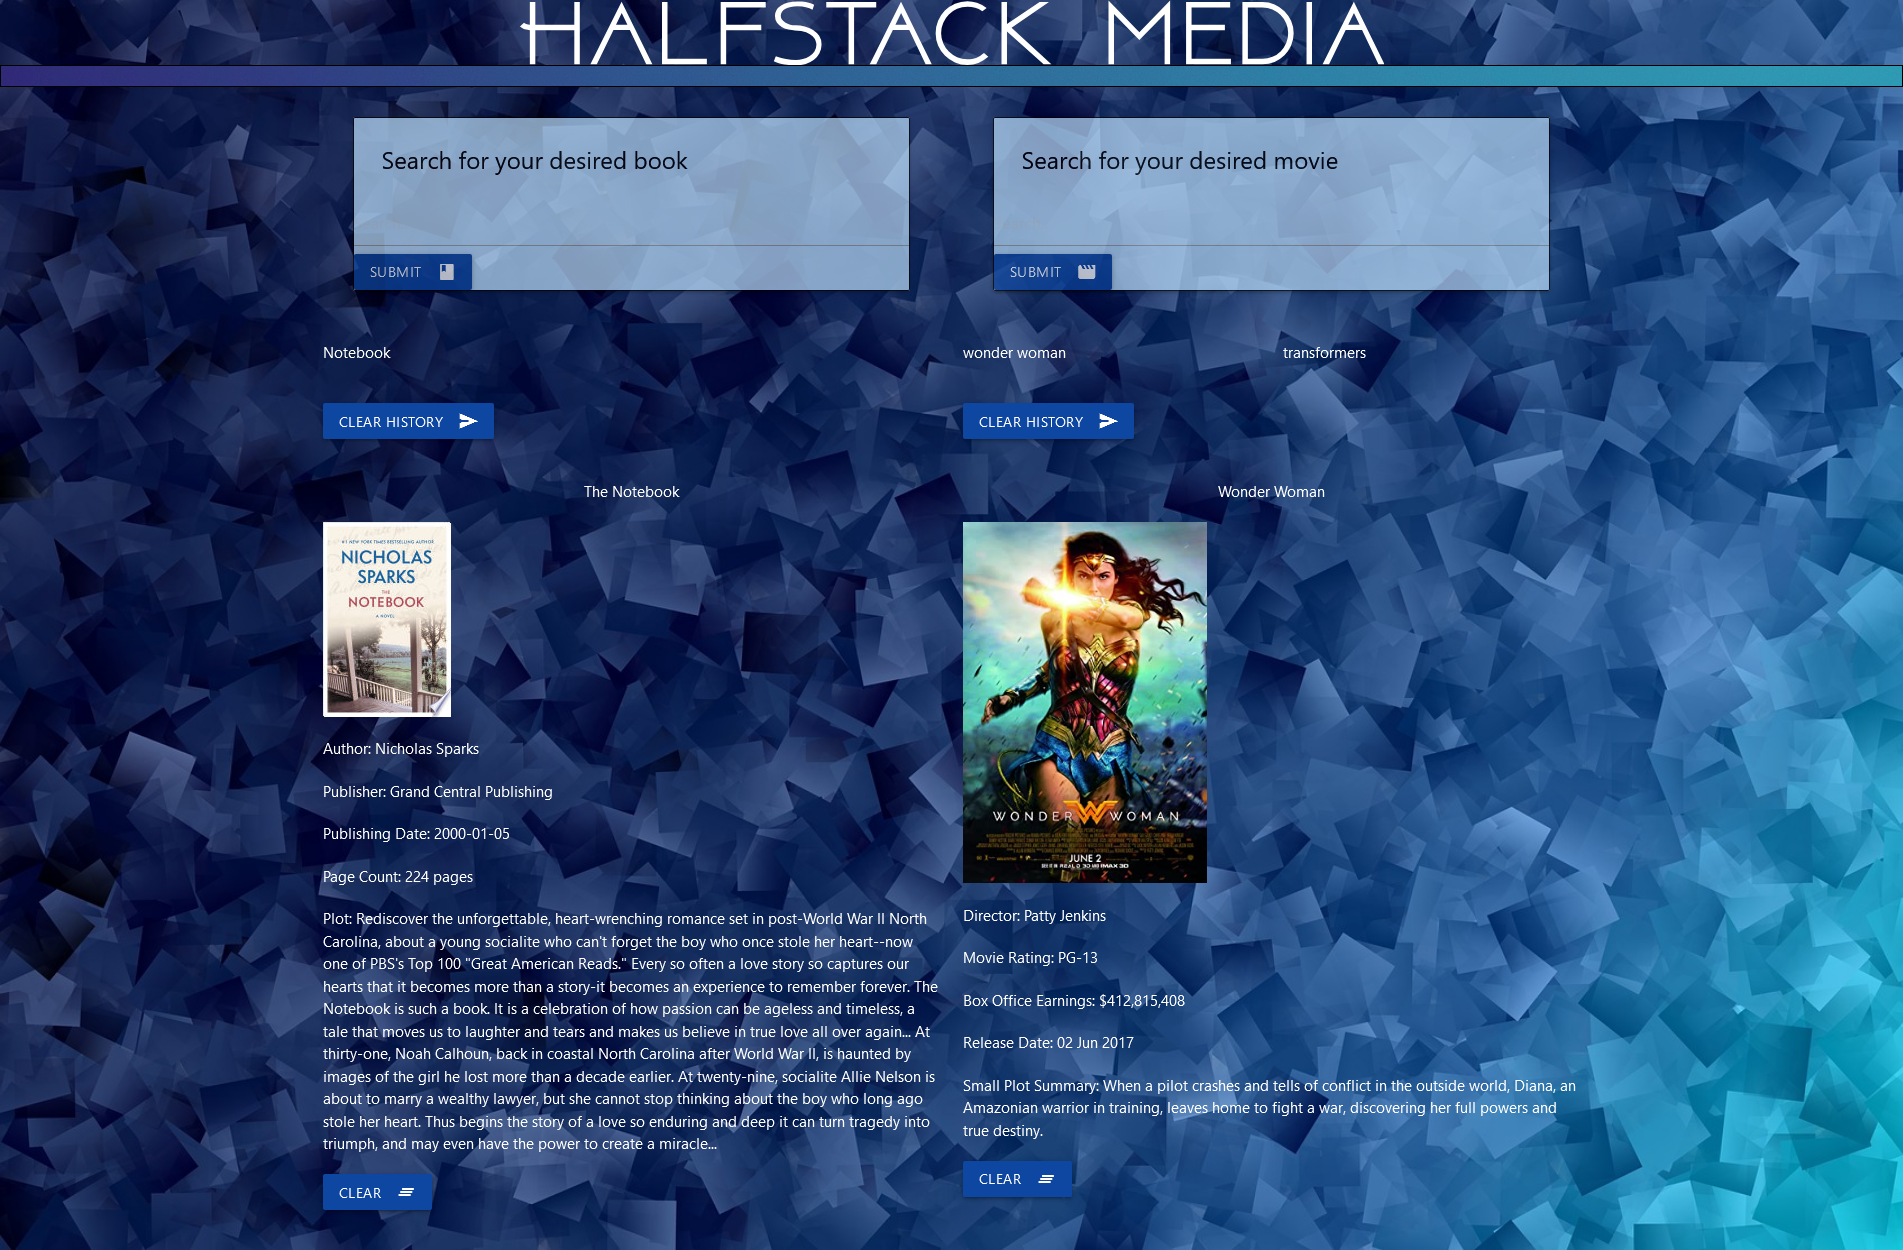 HALFSTACK MEDIA
Search for your desired book
SUBMIT
Search for your desired movie
SUBMIT
Notebook
wonder woman
transformers
CLEAR HISTORY
CLEAR HISTORY
The Notebook
#1 NEW YORK TIMES BESTSELLING AUTHOR
NICHOLAS
SPARKS
THE
NOTEBOOK
A NOVEL
Author: Nicholas Sparks
Publisher: Grand Central Publishing
Publishing Date: 2000-01-05
Page Count: 224 pages
Plot: Rediscover the unforgettable, heart-wrenching romance set in post-World War II North
Carolina, about a young socialite who can't forget the boy who once stole her heart--now
one of PBS's Top 100 "Great American Reads." Every so often a love story so captures our
hearts that it becomes more than a story-it becomes an experience to remember forever. The
Notebook is such a book. It is a celebration of how passion can be ageless and timeless, a
tale that moves us to laughter and tears and makes us believe in true love all over again... At
thirty-one, Noah Calhoun, back in coastal North Carolina after World War II, is haunted by
images of the girl he lost more than a decade earlier. At twenty-nine, socialite Allie Nelson is
about to marry a wealthy lawyer, but she cannot stop thinking about the boy who long ago
stole her heart. Thus begins the story of a love so enduring and deep it can turn tragedy into
triumph, and may even have the power to create a miracle...
CLEAR
Wonder Woman
WONDER WOMAN
JUNE 2
Director: Patty Jenkins
Movie Rating: PG-13
Box Office Earnings: $412,815,408
Release Date: 02 Jun 2017
Small Plot Summary: When a pilot crashes and tells of conflict in the outside world, Diana, an
Amazonian warrior in training, leaves home to fight a war, discovering her full powers and
true destiny.
CLEAR